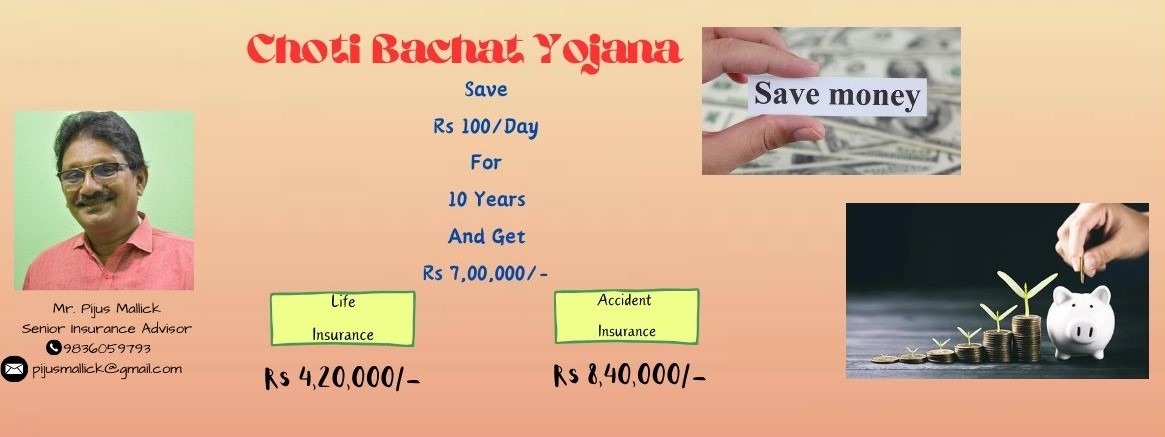 Choti Bachat Yojana
Save
Rs 100/Day
For
10 Years
And Get
Rs 7,00,000/-
Save money
Mr. Pijus Mallick
Senior Insurance Advisor
9836059793
pijusmallick@gmail.com
Life
Insurance
Rs 4,20,000/-
Accident
Insurance
Rs 8,40,000/-